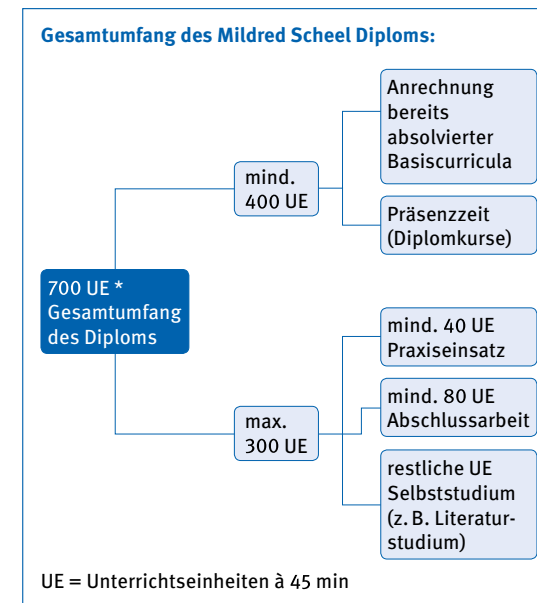 Gesamtumfang des Mildred Scheel Diploms:
700 UE *
Gesamtumfang
des Diploms
mind.
400 UE
Anrechnung
bereits
absolvierter
Basiscurricula
Präsenzzeit
(Diplomkurse)
max.
300 UE
mind. 40 UE
Praxiseinsatz
mind. 80 UE
Abschlussarbeit
restliche UE
Selbststudium
(z. B. Literatur-
studium)
UE = Unterrichtseinheiten à 45 min